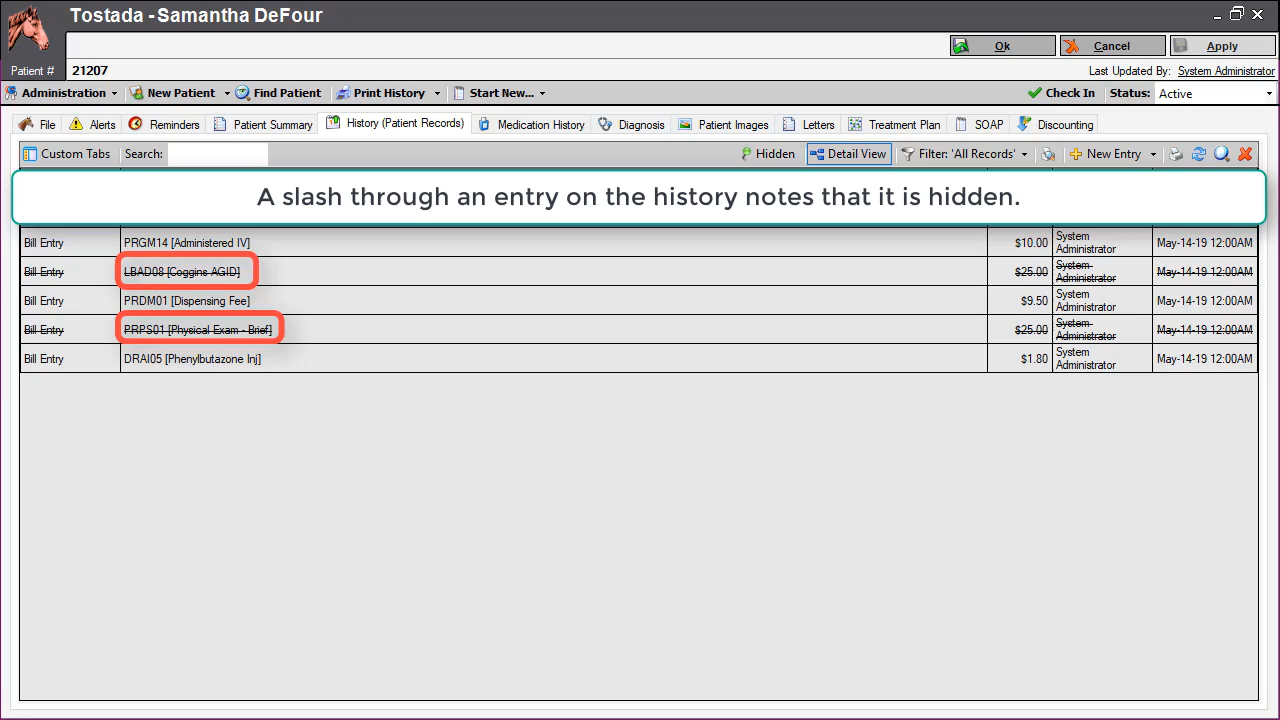 Tostada - Samantha DeFour
Ok Cancel Apply
Patient # 21207
Last Updated By: System Administrator
Administration New Patient Find Patient Print History Start New... Check In Status: Active
File Alerts Reminders Patient Summary History (Patient Records) Medication History Diagnosis Patient Images Letters Treatment Plan SOAP Discounting
Custom Tabs Search: Hidden Detail View Filter: 'All Records' New Entry
A slash through an entry on the history notes that it is hidden.
Bill Entry PRGM14 [Administered IV] $10.00 System Administrator May-14-19 12:00AM
Bill Entry LBAD08 [Coggins AGID] $25.00 System Administrator May-14-19 12:00AM
Bill Entry PRDM01 [Dispensing Fee] $9.50 System Administrator May-14-19 12:00AM
Bill Entry PRPS01 [Physical Exam - Brief] $25.00 System Administrator May-14-19 12:00AM
Bill Entry DRAI05 [Phenylbutazone Inj] $1.80 System Administrator May-14-19 12:00AM